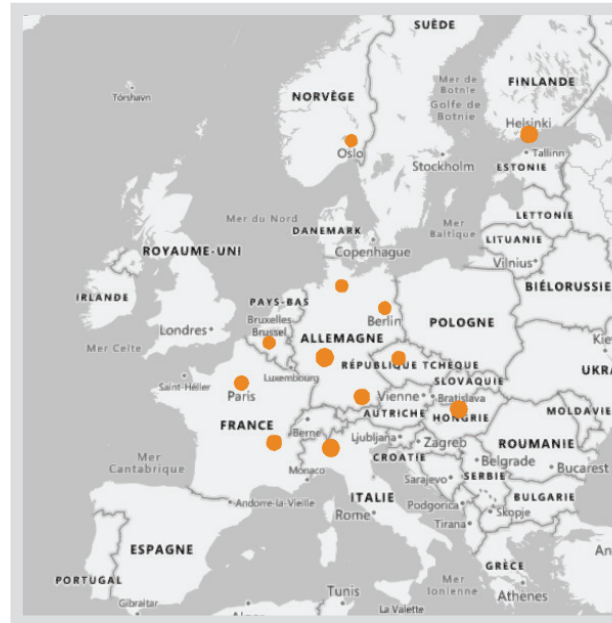 SUÈDE
Mer de
Botnie
FINLANDE
Tórshavn
NORVÈGE
Golfe de
Botnie
Helsinki
Oslo
Tallinn
Stockholm
ESTONIE
LETTONIE
Mer du Nord
DANEMARK
Mer
Baltique
LITUANIE
Copenhague
ROYAUME-UNI
Vilnius
BIÉLORUSSIE
IRLANDE
PAYS-BAS
Bruxelles
Brussel
Berlin
POLOGNE
Londres
ALLEMAGNE
Kie
Mer Celte
RÉPUBLIQUE TCHÈQUE
UKRA
Luxembourg
SLOVAQUIE
Saint-Hélier
Paris
Vienne
Bratislava
AUTRICHE
HONGRIE
MOLDAVIE
FRANCE
Berne
Ljubljana
Zagreb
ROUMANIE
Mer
Cantabrique
CROATIE
Belgrade
Bucarest
Monaco
Sarajevo
SERBIE
Andorre-la-Vieille
ITALIE
Podgorica
BULGARIE
Rome
Skopje
Tirana
ESPAGNE
PORTUGAL
GRÈCE
An
Gibraltar
Tunis
Mer
Ionienne
Athènes
La Valette